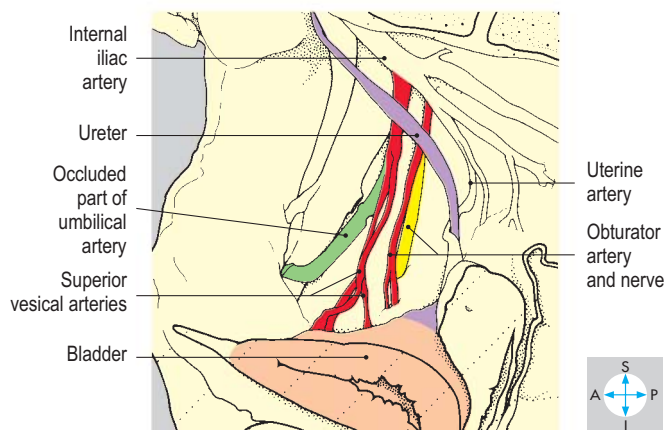 Internal
iliac
artery
Ureter
Occluded
part of
umbilical
artery
Superior
vesical arteries
Bladder
Uterine
artery
Obturator
artery
and nerve
S
A P
I